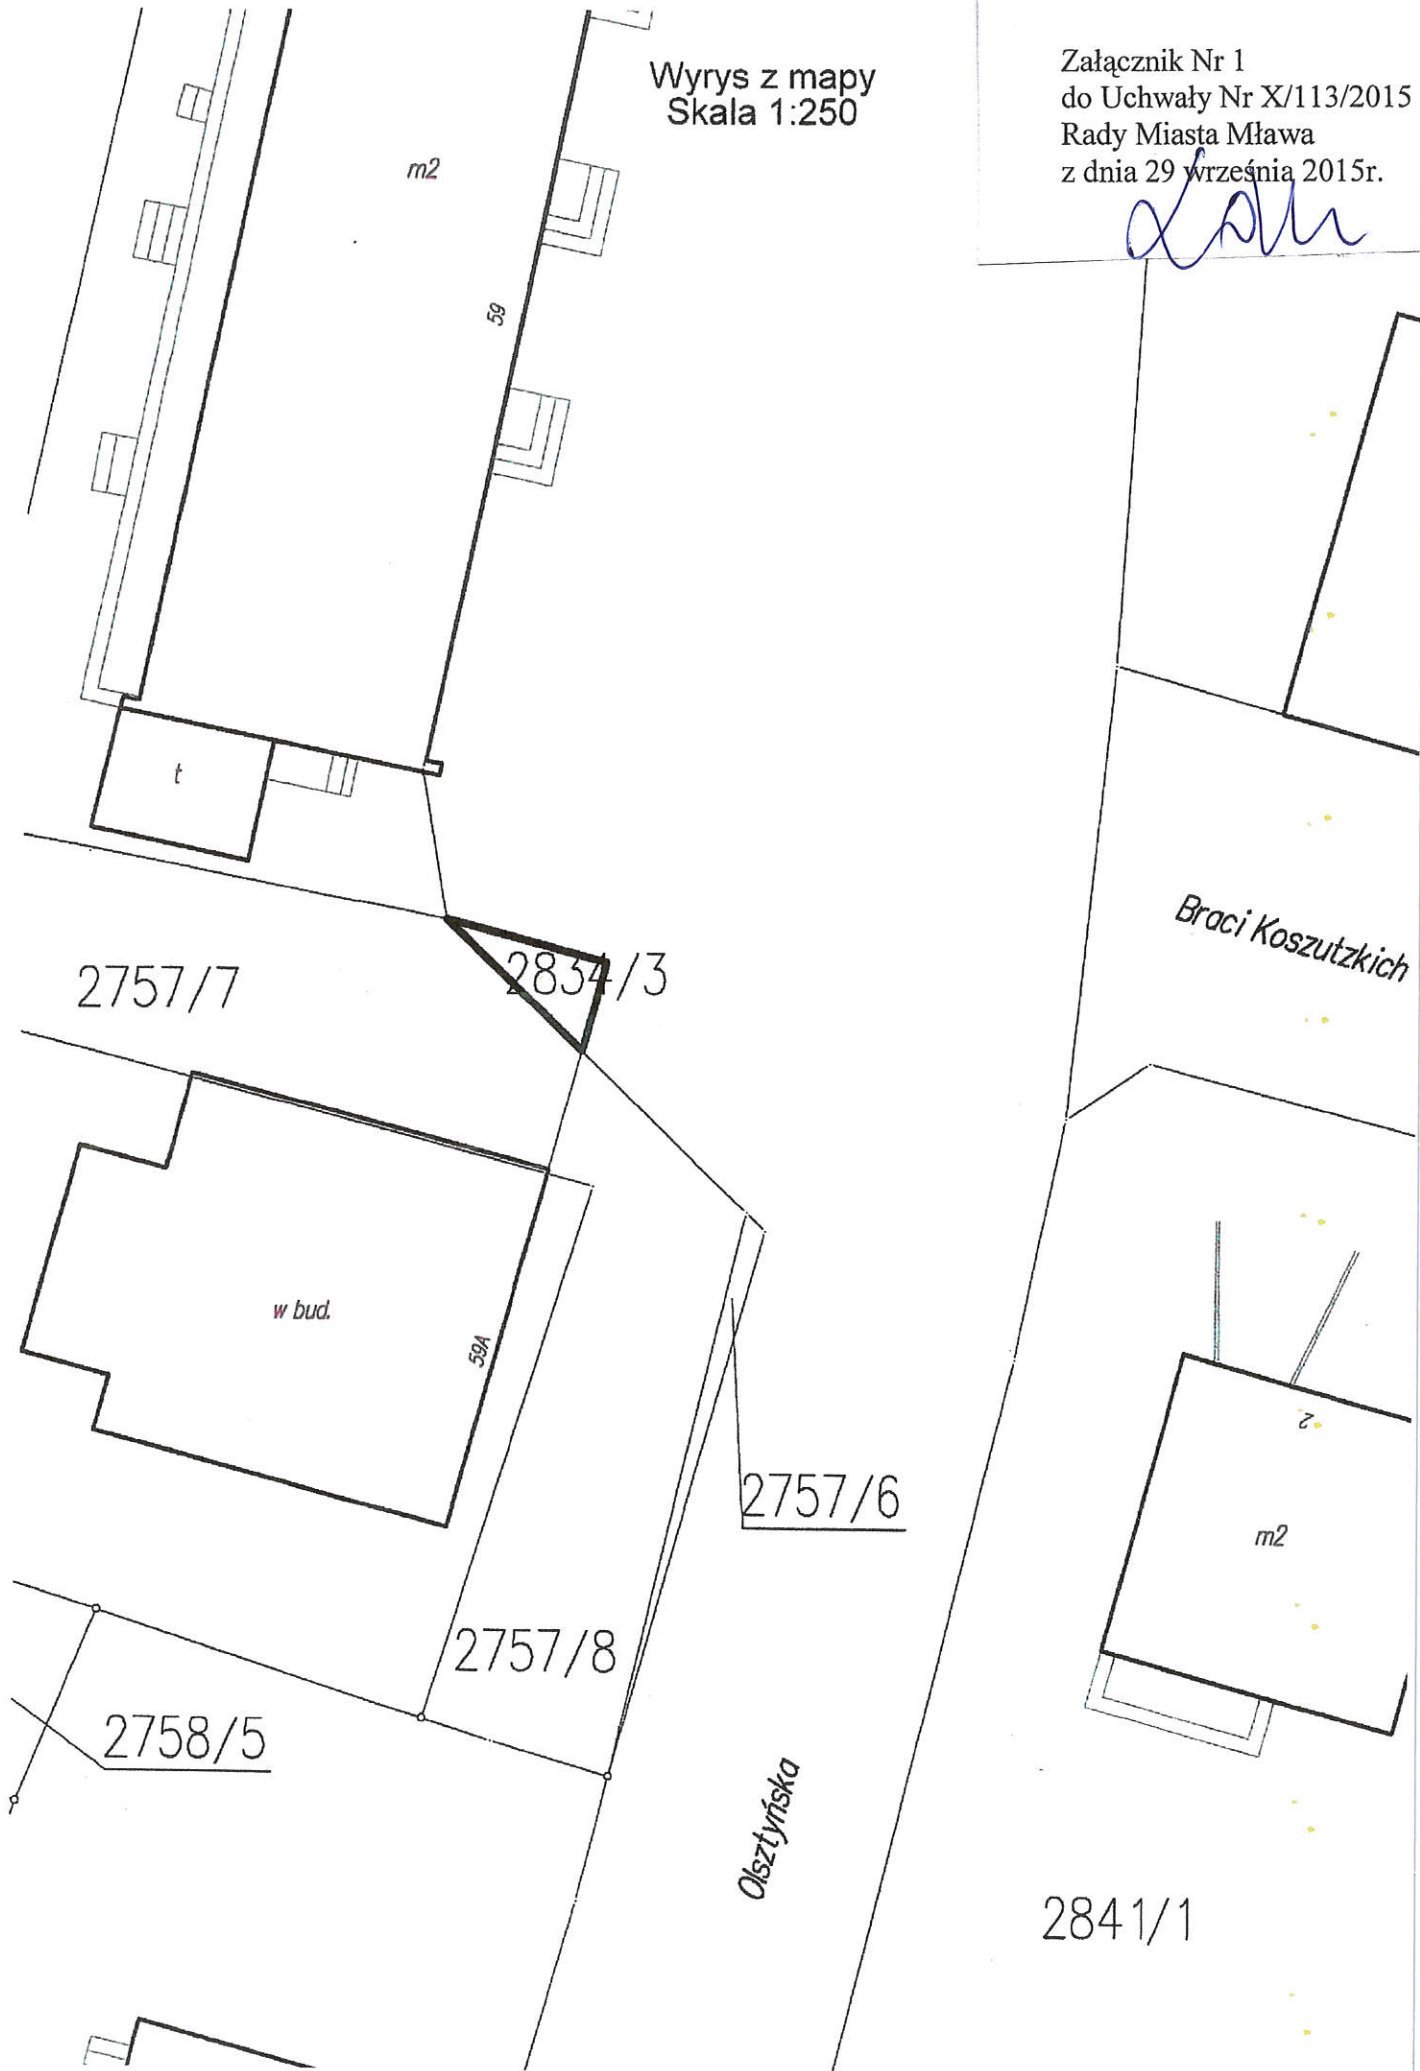 Wyrys z mapy
Skala 1:250
Załącznik Nr 1
do Uchwały Nr X/113/2015
Rady Miasta Mława
z dnia 29 września 2015r.
m2
59
t
Braci Koszutzkich
2834/3
2757/7
w bud.
59A
2
2757/6
m2
2757/8
2758/5
Olsztyńska
2841/1